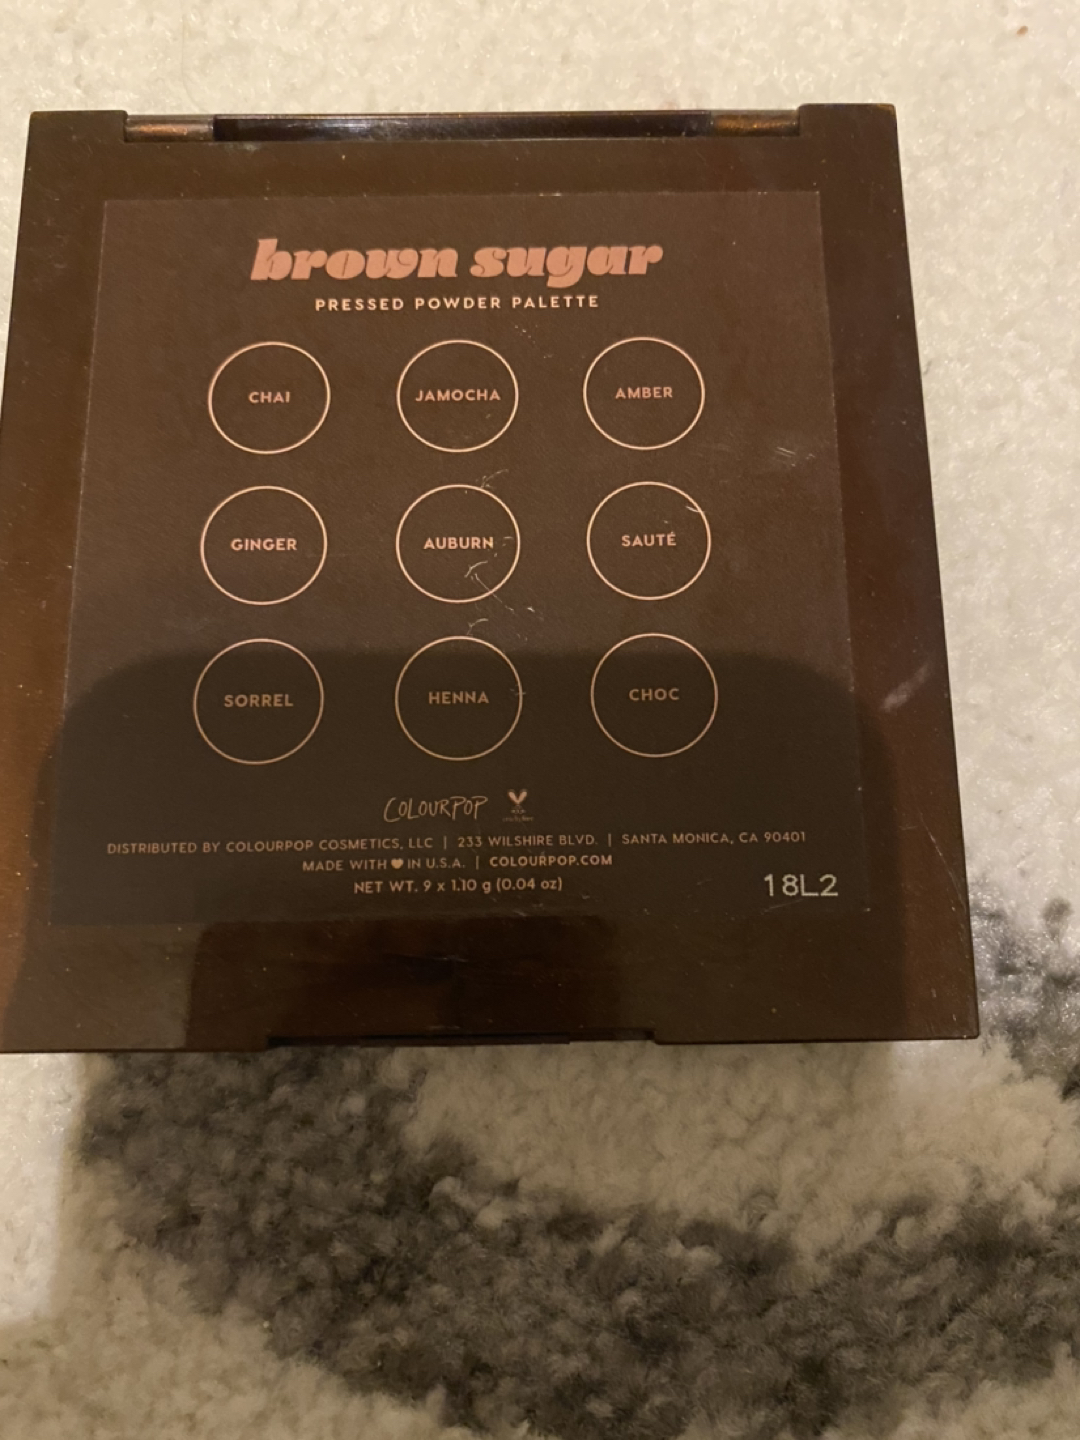 brown sugar
PRESSED POWDER PALETTE
CHAI JAMOCHA AMBER
GINGER AUBURN SAUTÉ
SORREL HENNA CHOC
COLOURPOP
DISTRIBUTED BY COLOURPOP COSMETICS, LLC | 233 WILSHIRE BLVD. | SANTA MONICA, CA 90401
MADE WITH ♥ IN U.S.A. | COLOURPOP.COM
NET WT. 9 x 1.10 g (0.04 oz)
18L2